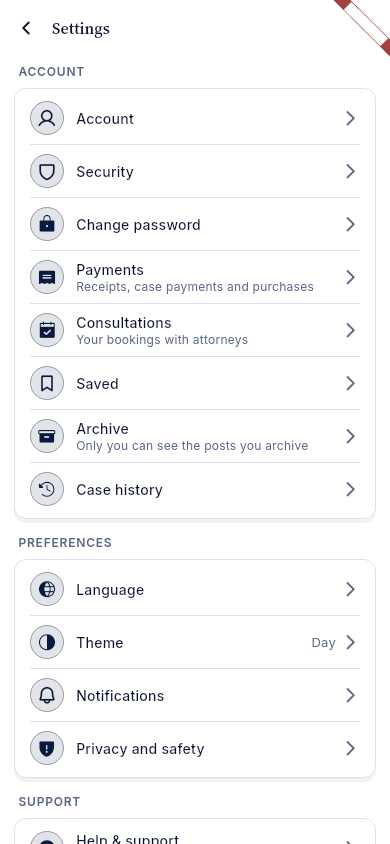 Settings
ACCOUNT
Account
Security
Change password
Payments
Receipts, case payments and purchases
Consultations
Your bookings with attorneys
Saved
Archive
Only you can see the posts you archive
Case history
PREFERENCES
Language
Theme Day
Notifications
Privacy and safety
SUPPORT
Help & support